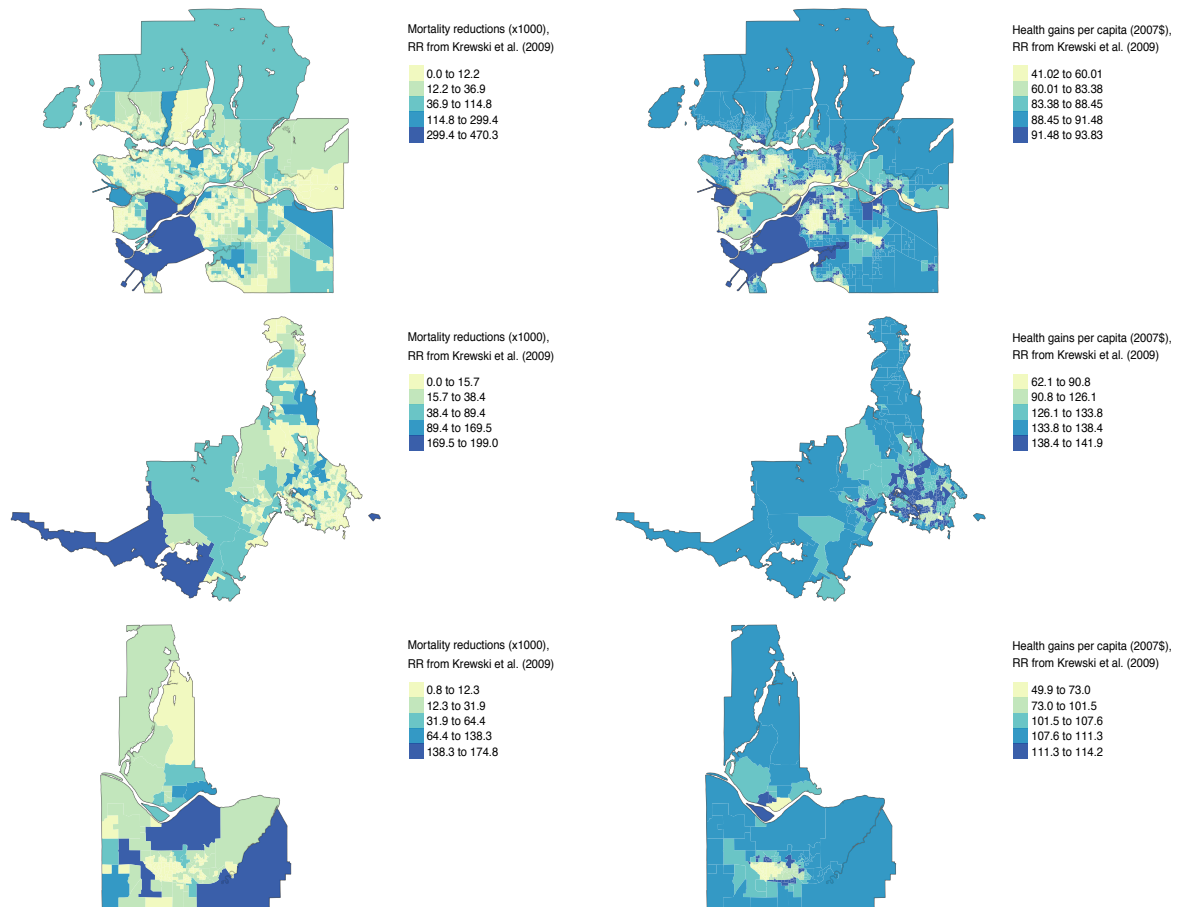 Mortality reductions (x1000),
RR from Krewski et al. (2009)
0.0 to 12.2
12.2 to 36.9
36.9 to 114.8
114.8 to 299.4
299.4 to 470.3
Health gains per capita (2007$),
RR from Krewski et al. (2009)
41.02 to 60.01
60.01 to 83.38
83.38 to 88.45
88.45 to 91.48
91.48 to 93.83
Mortality reductions (x1000),
RR from Krewski et al. (2009)
0.0 to 15.7
15.7 to 38.4
38.4 to 89.4
89.4 to 169.5
169.5 to 199.0
Health gains per capita (2007$),
RR from Krewski et al. (2009)
62.1 to 90.8
90.8 to 126.1
126.1 to 133.8
133.8 to 138.4
138.4 to 141.9
Mortality reductions (x1000),
RR from Krewski et al. (2009)
0.8 to 12.3
12.3 to 31.9
31.9 to 64.4
64.4 to 138.3
138.3 to 174.8
Health gains per capita (2007$),
RR from Krewski et al. (2009)
49.9 to 73.0
73.0 to 101.5
101.5 to 107.6
107.6 to 111.3
111.3 to 114.2